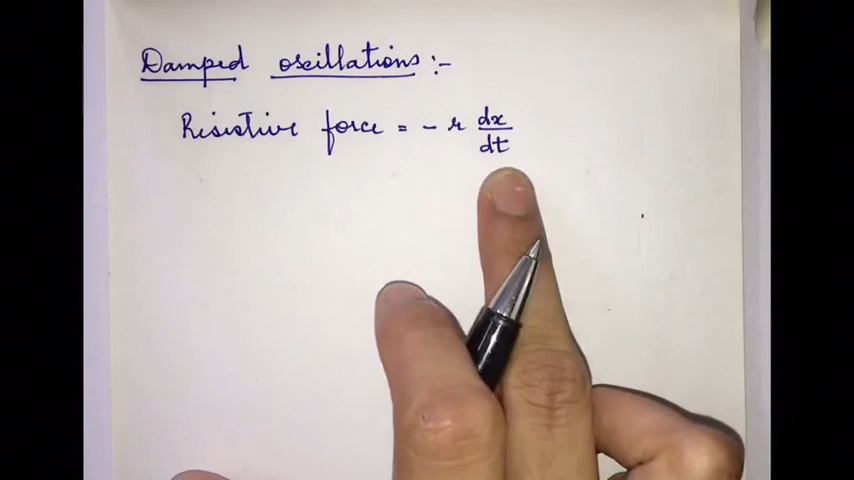 Damped oscillations :-
Resistive force = - r dx/dt